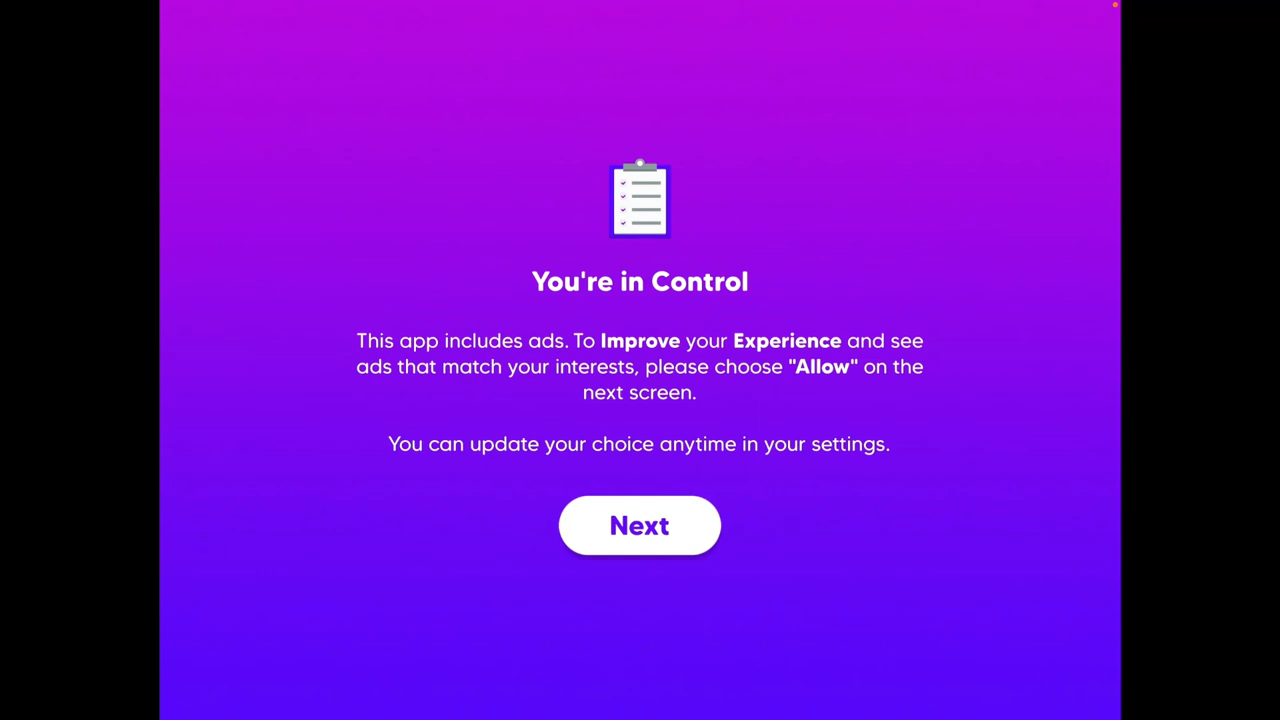 You're in Control
This app includes ads. To Improve your Experience and see
ads that match your interests, please choose "Allow" on the
next screen.
You can update your choice anytime in your settings.
Next